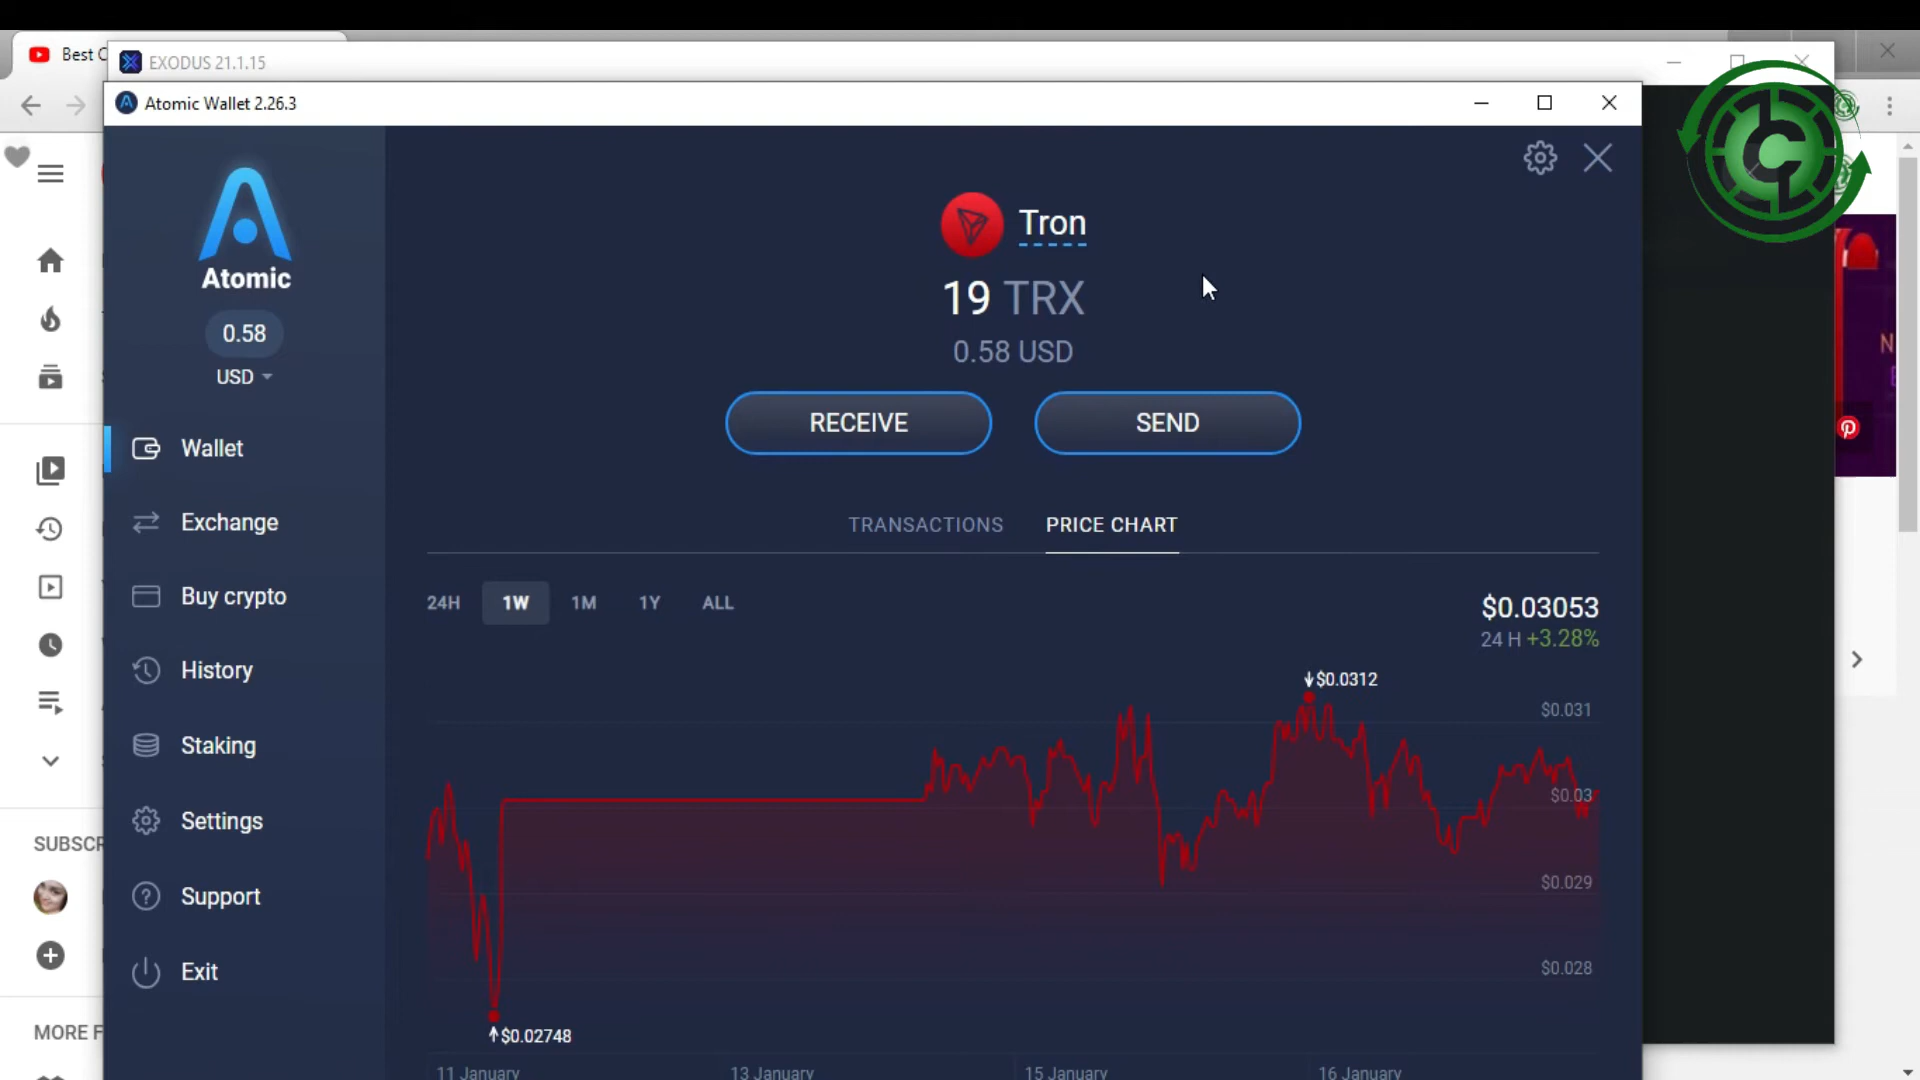 Best C
EXODUS 21.1.15
Atomic Wallet 2.26.3
Atomic
0.58
USD
Wallet
Exchange
Buy crypto
History
Staking
Settings
Support
Exit
Tron
19 TRX
0.58 USD
RECEIVE
SEND
TRANSACTIONS
PRICE CHART
24H
1W
1M
1Y
ALL
$0.03053
24 H +3.28%
$0.0312
$0.031
$0.03
$0.029
$0.028
$0.02748
11 January
13 January
15 January
16 January
SUBSCR
MORE F
N